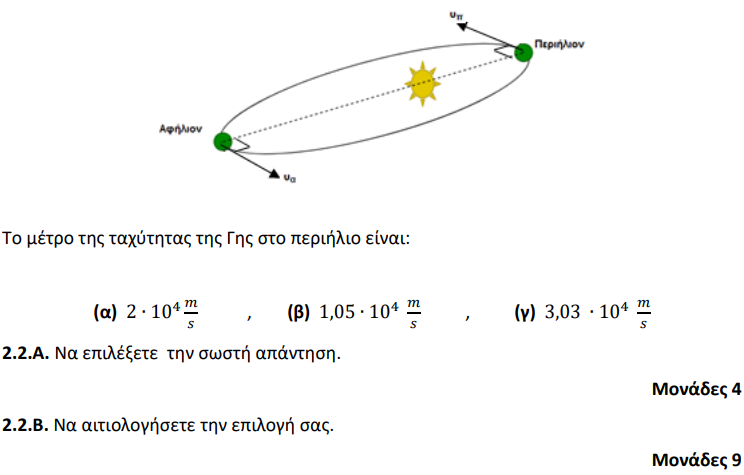 υπ
Περιήλιον
Αφήλιον
υα
Το μέτρο της ταχύτητας της Γης στο περιήλιο είναι:
(α) 2 · 10⁴ m/s , (β) 1,05 · 10⁴ m/s , (γ) 3,03 · 10⁴ m/s
2.2.Α. Να επιλέξετε την σωστή απάντηση.
Μονάδες 4
2.2.Β. Να αιτιολογήσετε την επιλογή σας.
Μονάδες 9